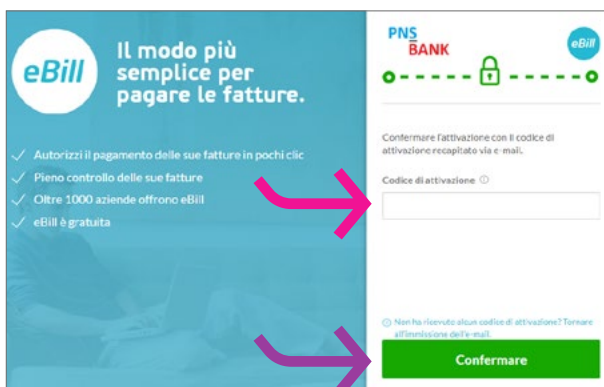 eBill
Il modo più
semplice per
pagare le fatture.
Autorizzi il pagamento delle sue fatture in pochi clic
Pieno controllo delle sue fatture
Oltre 1000 aziende offrono eBill
eBill è gratuita
PNS
BANK
eBill
Confermare l'attivazione con il codice di
attivazione recapitato via e-mail.
Codice di attivazione
Non ha ricevuto alcun codice di attivazione? Tornare
all'immissione dell'e-mail.
Confermare